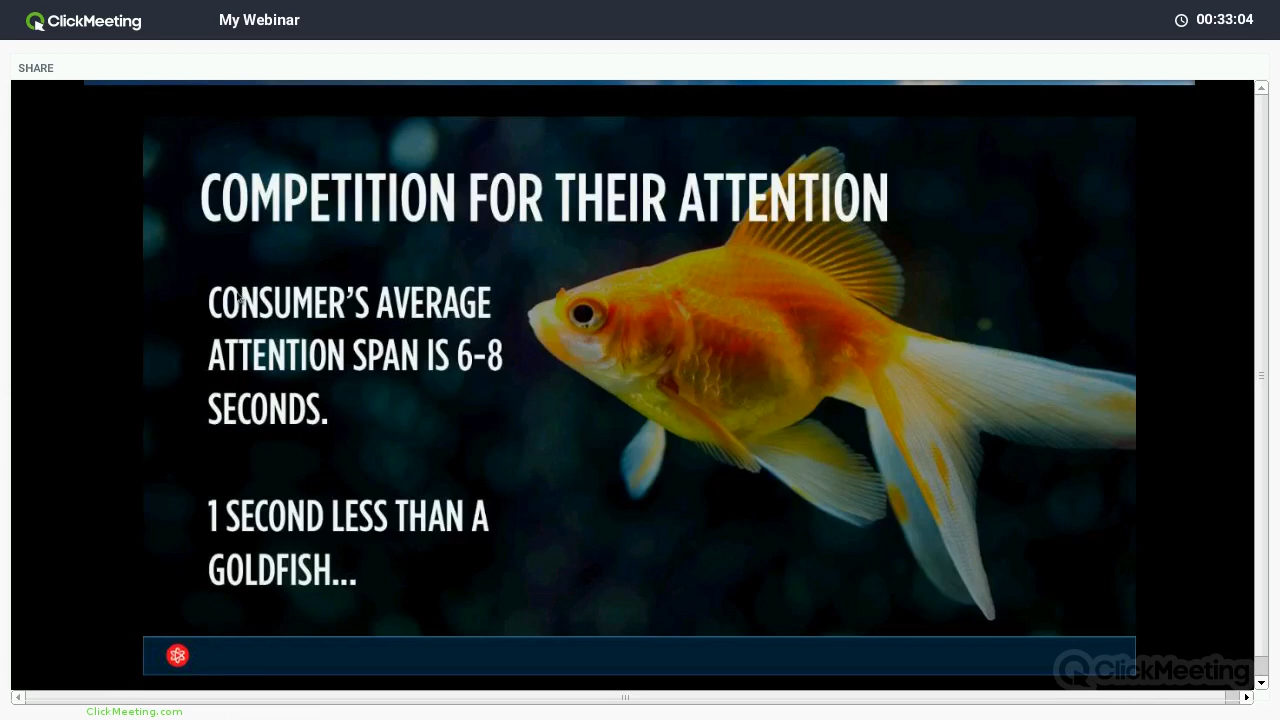 ClickMeeting
My Webinar
00:33:04
SHARE
COMPETITION FOR THEIR ATTENTION
CONSUMER'S AVERAGE
ATTENTION SPAN IS 6-8
SECONDS.
1 SECOND LESS THAN A
GOLDFISH...
ClickMeeting
ClickMeeting.com